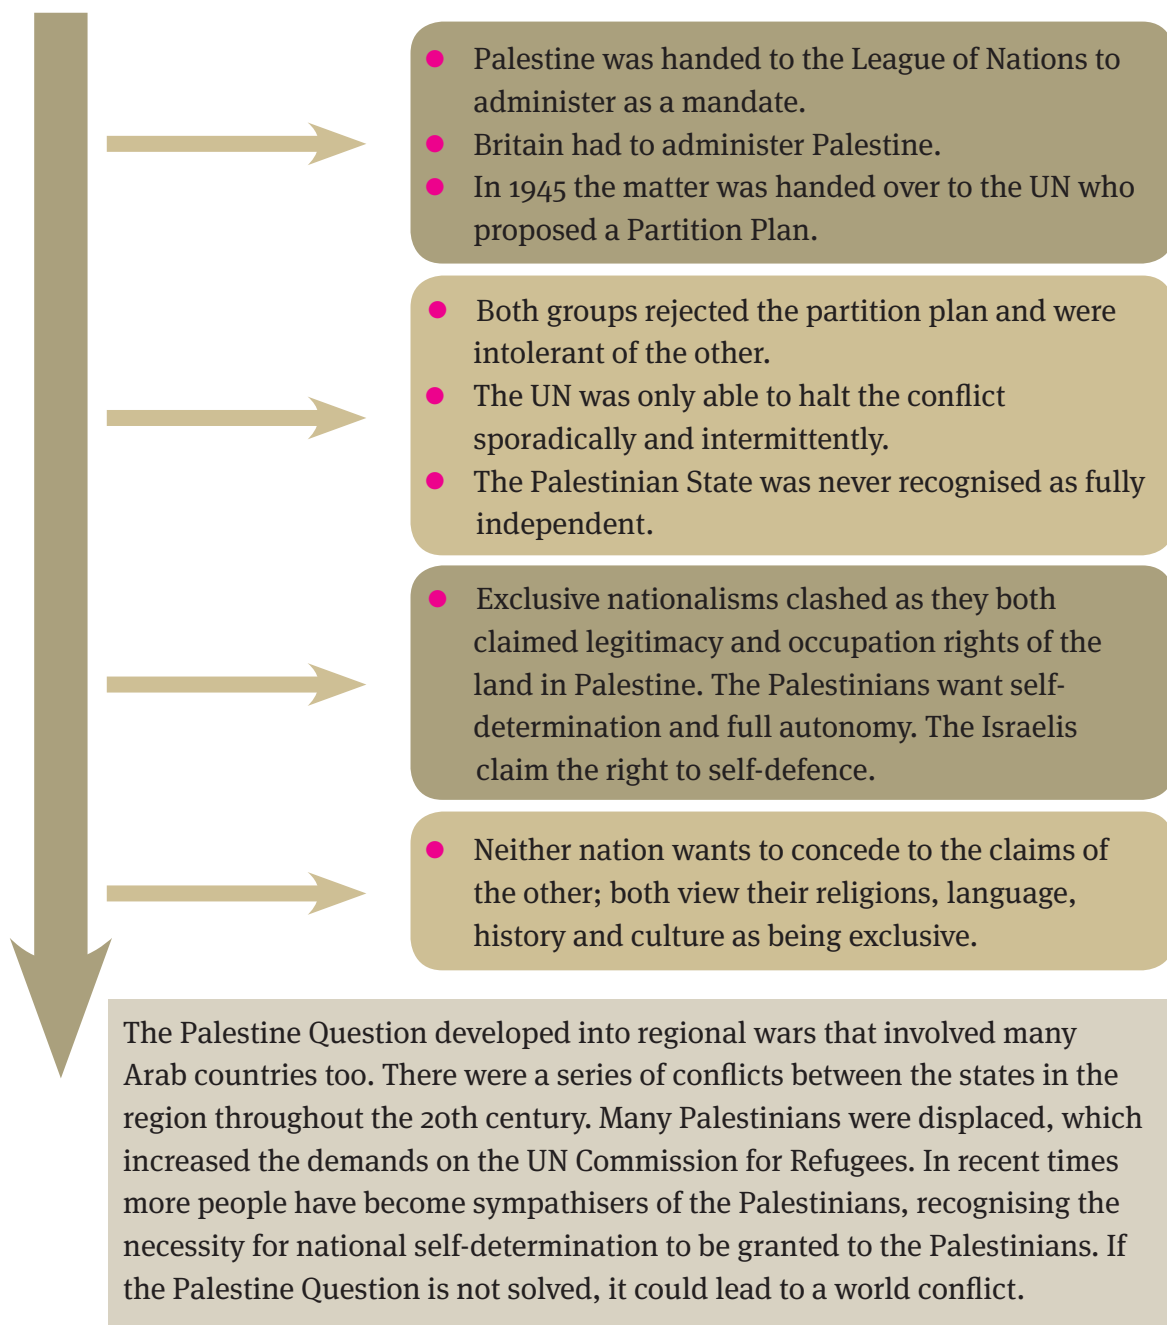 ● Palestine was handed to the League of Nations to
administer as a mandate.
● Britain had to administer Palestine.
● In 1945 the matter was handed over to the UN who
proposed a Partition Plan.
● Both groups rejected the partition plan and were
intolerant of the other.
● The UN was only able to halt the conflict
sporadically and intermittently.
● The Palestinian State was never recognised as fully
independent.
● Exclusive nationalisms clashed as they both
claimed legitimacy and occupation rights of the
land in Palestine. The Palestinians want self-
determination and full autonomy. The Israelis
claim the right to self-defence.
● Neither nation wants to concede to the claims of
the other; both view their religions, language,
history and culture as being exclusive.
The Palestine Question developed into regional wars that involved many
Arab countries too. There were a series of conflicts between the states in the
region throughout the 20th century. Many Palestinians were displaced, which
increased the demands on the UN Commission for Refugees. In recent times
more people have become sympathisers of the Palestinians, recognising the
necessity for national self-determination to be granted to the Palestinians. If
the Palestine Question is not solved, it could lead to a world conflict.